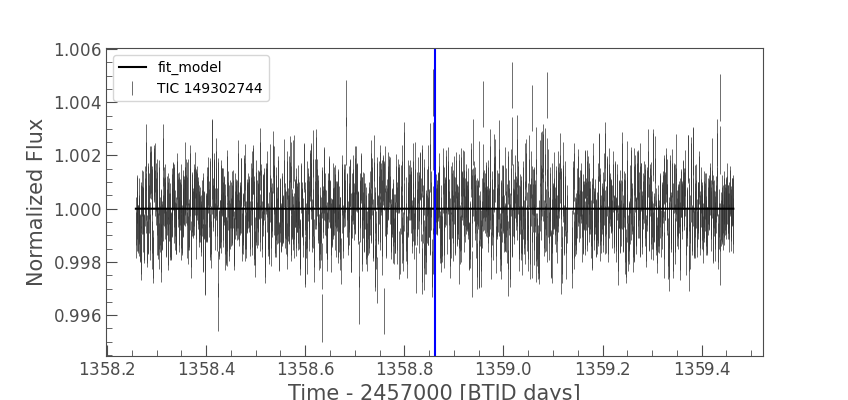 1.006
1.004
1.002
1.000
0.998
0.996
Normalized Flux
fit_model
TIC 149302744
1358.2 1358.4 1358.6 1358.8 1359.0 1359.2 1359.4
Time - 2457000 [BTJD days]